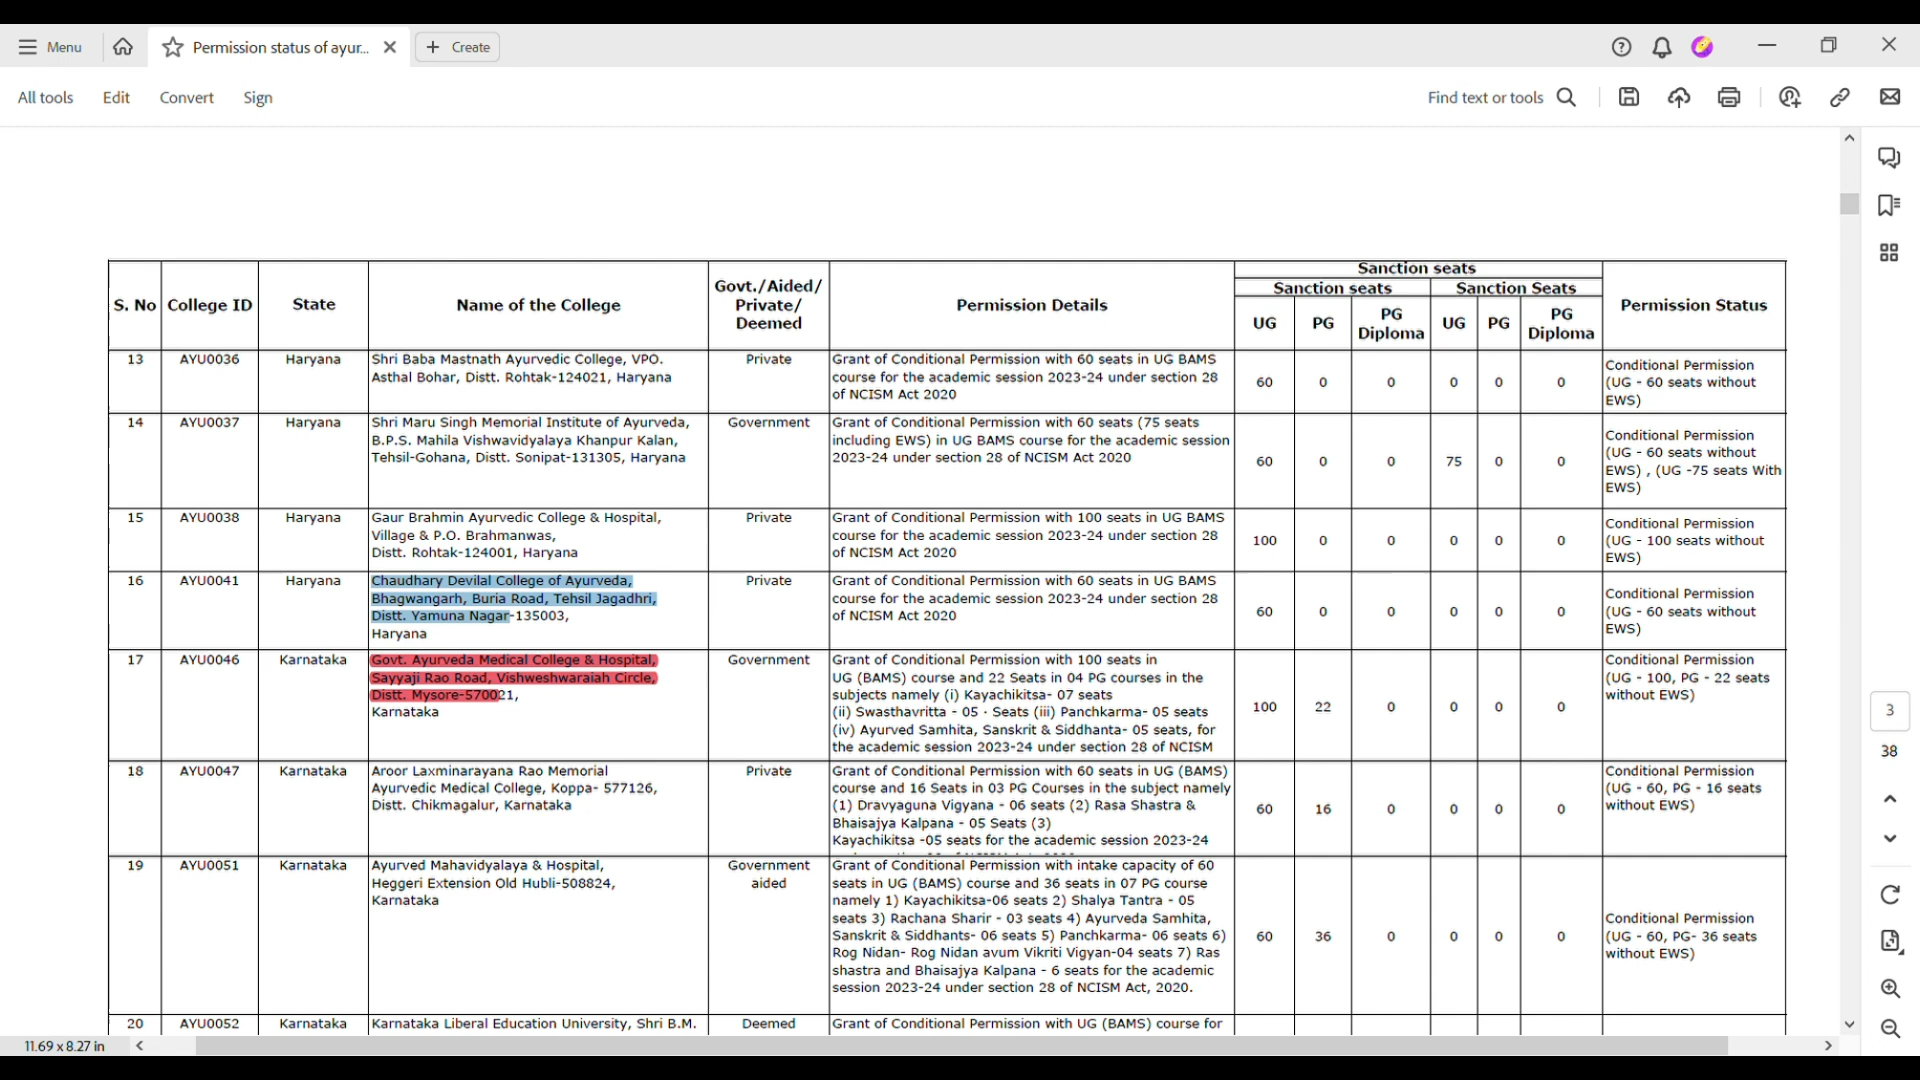 Menu
Permission status of ayur...
Create
All tools
Edit
Convert
Sign
Find text or tools
S. No
College ID
State
Name of the College
Govt./Aided/
Private/
Deemed
Permission Details
Sanction seats
Sanction seats
Sanction Seats
UG
PG
PG
Diploma
UG
PG
PG
Diploma
Permission Status
13
AYU0036
Haryana
Shri Baba Mastnath Ayurvedic College, VPO.
Asthal Bohar, Distt. Rohtak-124021, Haryana
Private
Grant of Conditional Permission with 60 seats in UG BAMS
course for the academic session 2023-24 under section 28
of NCISM Act 2020
60
0
0
0
0
0
Conditional Permission
(UG - 60 seats without
EWS)
14
AYU0037
Haryana
Shri Maru Singh Memorial Institute of Ayurveda,
B.P.S. Mahila Vishwavidyalaya Khanpur Kalan,
Tehsil-Gohana, Distt. Sonipat-131305, Haryana
Government
Grant of Conditional Permission with 60 seats (75 seats
including EWS) in UG BAMS course for the academic session
2023-24 under section 28 of NCISM Act 2020
60
0
0
75
0
0
Conditional Permission
(UG - 60 seats without
EWS) , (UG -75 seats With
EWS)
15
AYU0038
Haryana
Gaur Brahmin Ayurvedic College & Hospital,
Village & P.O. Brahmanwas,
Distt. Rohtak-124001, Haryana
Private
Grant of Conditional Permission with 100 seats in UG BAMS
course for the academic session 2023-24 under section 28
of NCISM Act 2020
100
0
0
0
0
0
Conditional Permission
(UG - 100 seats without
EWS)
16
AYU0041
Haryana
Chaudhary Devilal College of Ayurveda,
Bhagwangarh, Buria Road, Tehsil Jagadhri,
Distt. Yamuna Nagar-135003,
Haryana
Private
Grant of Conditional Permission with 60 seats in UG BAMS
course for the academic session 2023-24 under section 28
of NCISM Act 2020
60
0
0
0
0
0
Conditional Permission
(UG - 60 seats without
EWS)
17
AYU0046
Karnataka
Govt. Ayurveda Medical College & Hospital,
Sayyaji Rao Road, Vishweshwaraiah Circle,
Distt. Mysore-570021,
Karnataka
Government
Grant of Conditional Permission with 100 seats in
UG (BAMS) course and 22 Seats in 04 PG courses in the
subjects namely (i) Kayachikitsa- 07 seats
(ii) Swasthavritta - 05 · Seats (iii) Panchkarma- 05 seats
(iv) Ayurved Samhita, Sanskrit & Siddhanta- 05 seats, for
the academic session 2023-24 under section 28 of NCISM
100
22
0
0
0
0
Conditional Permission
(UG - 100, PG - 22 seats
without EWS)
18
AYU0047
Karnataka
Aroor Laxminarayana Rao Memorial
Ayurvedic Medical College, Koppa- 577126,
Distt. Chikmagalur, Karnataka
Private
Grant of Conditional Permission with 60 seats in UG (BAMS)
course and 16 Seats in 03 PG Courses in the subject namely
(1) Dravyaguna Vigyana - 06 seats (2) Rasa Shastra &
Bhaisajya Kalpana - 05 Seats (3)
Kayachikitsa -05 seats for the academic session 2023-24
60
16
0
0
0
0
Conditional Permission
(UG - 60, PG - 16 seats
without EWS)
19
AYU0051
Karnataka
Ayurved Mahavidyalaya & Hospital,
Heggeri Extension Old Hubli-508824,
Karnataka
Government
aided
Grant of Conditional Permission with intake capacity of 60
seats in UG (BAMS) course and 36 seats in 07 PG course
namely 1) Kayachikitsa-06 seats 2) Shalya Tantra - 05
seats 3) Rachana Sharir - 03 seats 4) Ayurveda Samhita,
Sanskrit & Siddhants- 06 seats 5) Panchkarma- 06 seats 6)
Rog Nidan- Rog Nidan avum Vikriti Vigyan-04 seats 7) Ras
shastra and Bhaisajya Kalpana - 6 seats for the academic
session 2023-24 under section 28 of NCISM Act, 2020.
60
36
0
0
0
0
Conditional Permission
(UG - 60, PG- 36 seats
without EWS)
20
AYU0052
Karnataka
Karnataka Liberal Education University, Shri B.M.
Deemed
Grant of Conditional Permission with UG (BAMS) course for
3
38
11.69 x 8.27 in